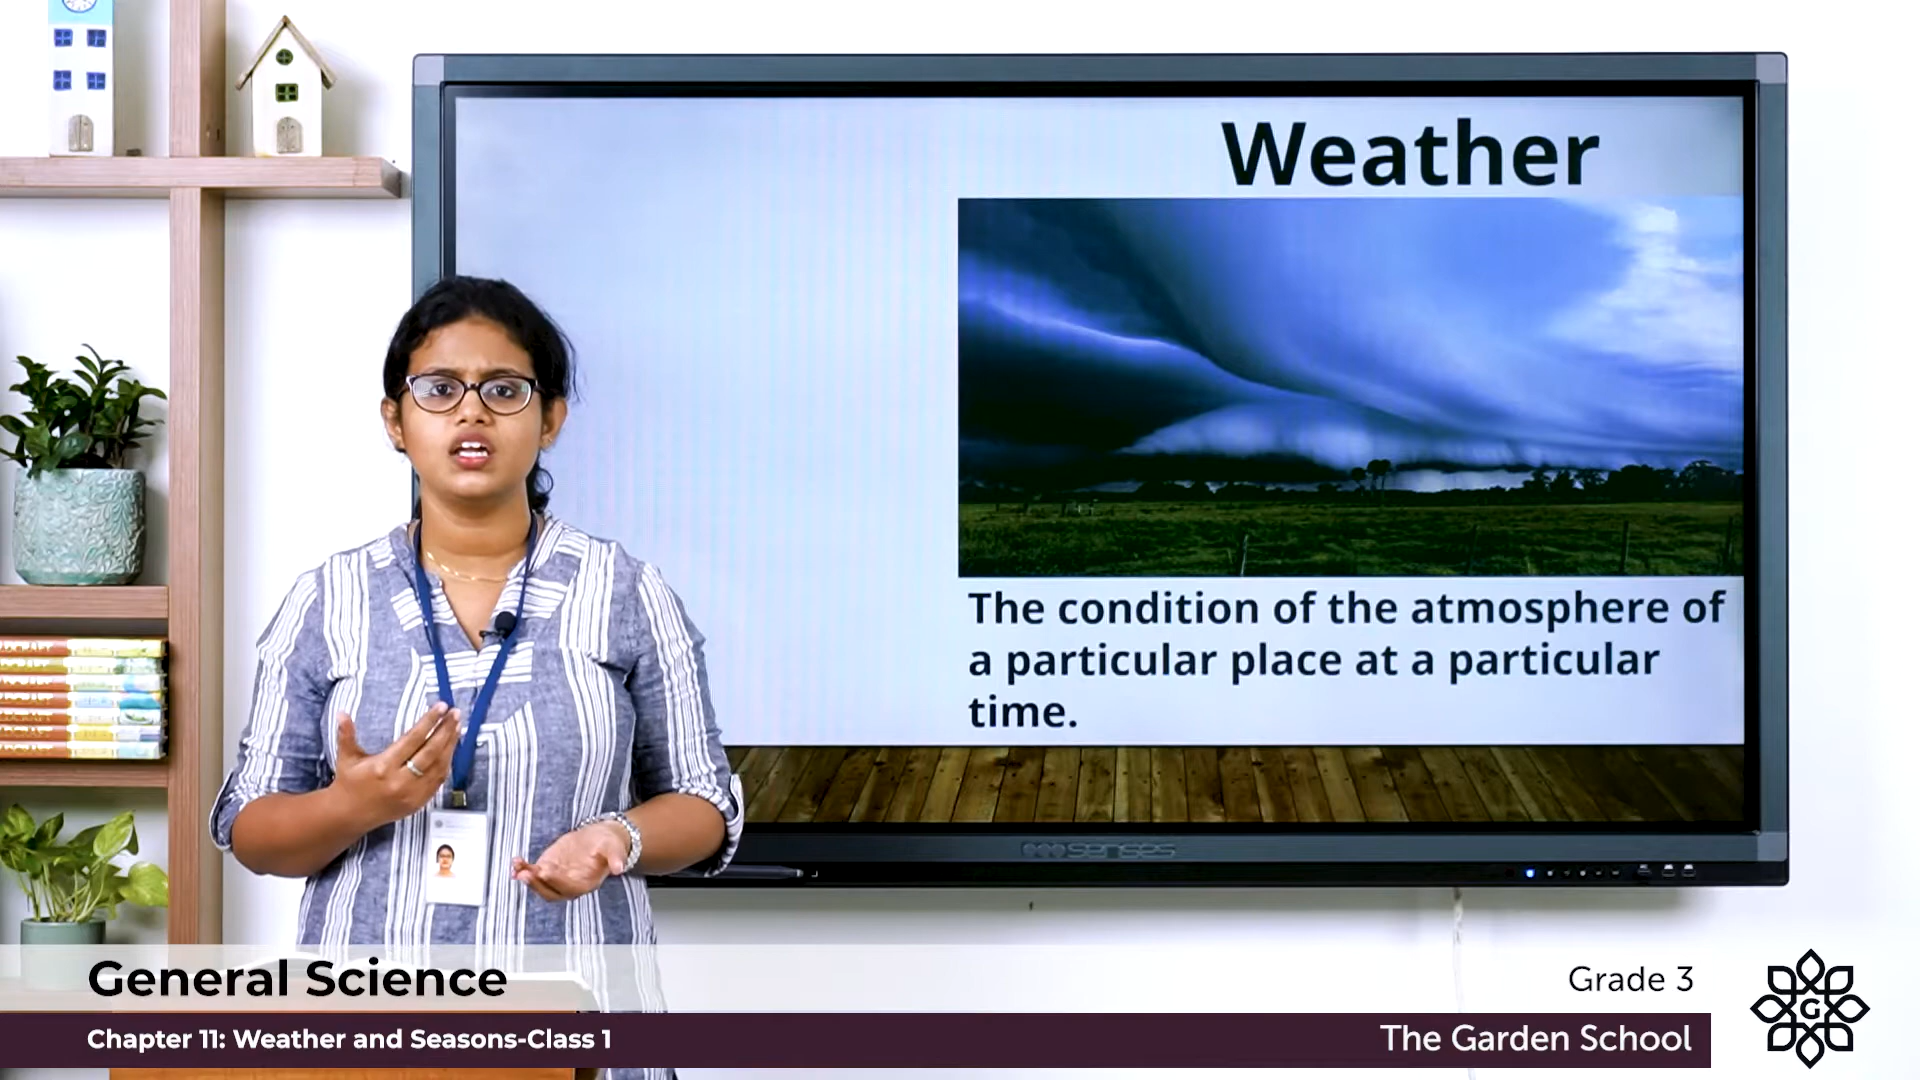 Weather
The condition of the atmosphere of
a particular place at a particular
time.
senses
General Science
Grade 3
Chapter 11: Weather and Seasons-Class 1
The Garden School
G